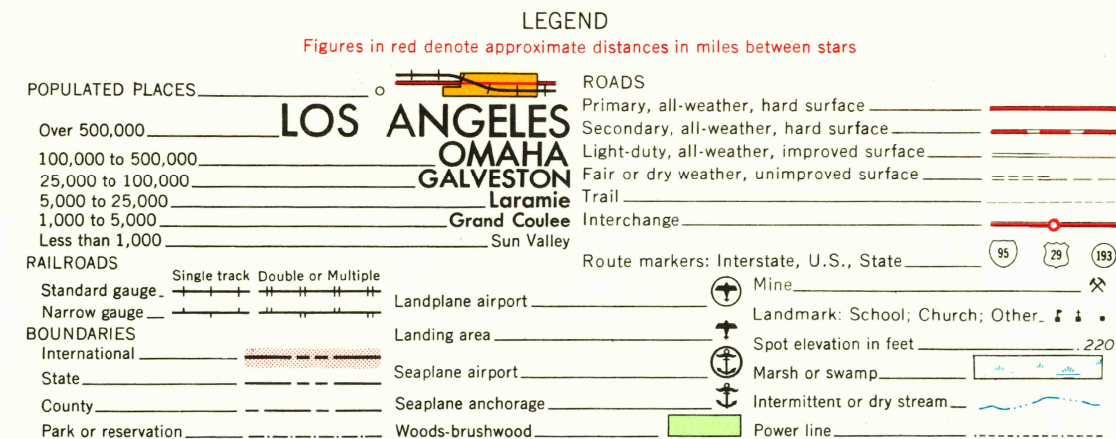 LEGEND
Figures in red denote approximate distances in miles between stars
POPULATED PLACES
Over 500,000 LOS ANGELES
100,000 to 500,000 OMAHA
25,000 to 100,000 GALVESTON
5,000 to 25,000 Laramie
1,000 to 5,000 Grand Coulee
Less than 1,000 Sun Valley
RAILROADS
Single track Double or Multiple
Standard gauge
Narrow gauge
BOUNDARIES
International
State
County
Park or reservation
Landplane airport
Landing area
Seaplane airport
Seaplane anchorage
Woods-brushwood
ROADS
Primary, all-weather, hard surface
Secondary, all-weather, hard surface
Light-duty, all-weather, improved surface
Fair or dry weather, unimproved surface
Trail
Interchange
Route markers: Interstate, U.S., State 95 29 193
Mine
Landmark: School; Church; Other
Spot elevation in feet .220
Marsh or swamp
Intermittent or dry stream
Power line